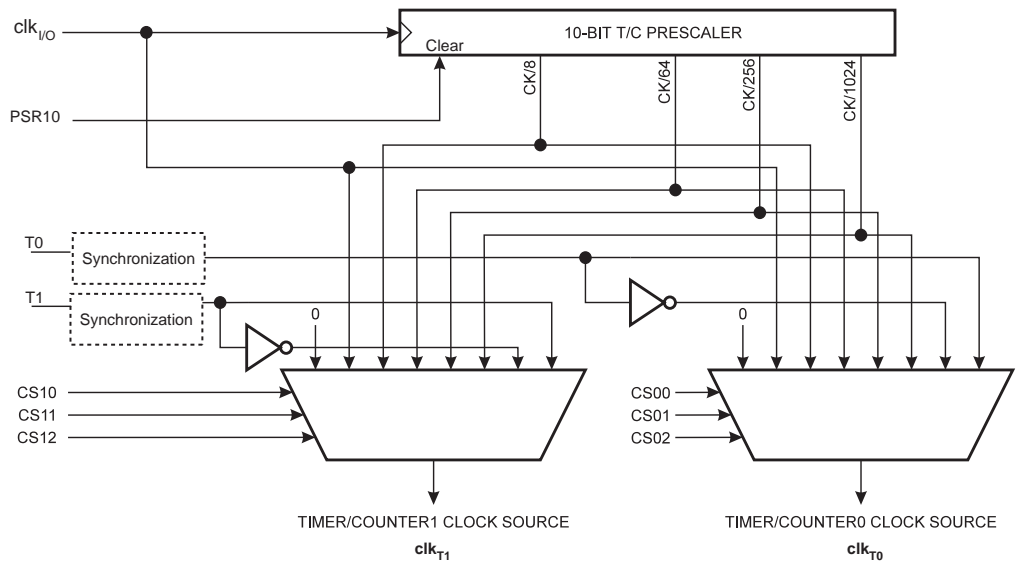 clkI/O
10-BIT T/C PRESCALER
Clear
CK/8
CK/64
CK/256
CK/1024
PSR10
T0
Synchronization
T1
Synchronization
0
0
CS10
CS11
CS12
CS00
CS01
CS02
TIMER/COUNTER1 CLOCK SOURCE
clkT1
TIMER/COUNTER0 CLOCK SOURCE
clkT0